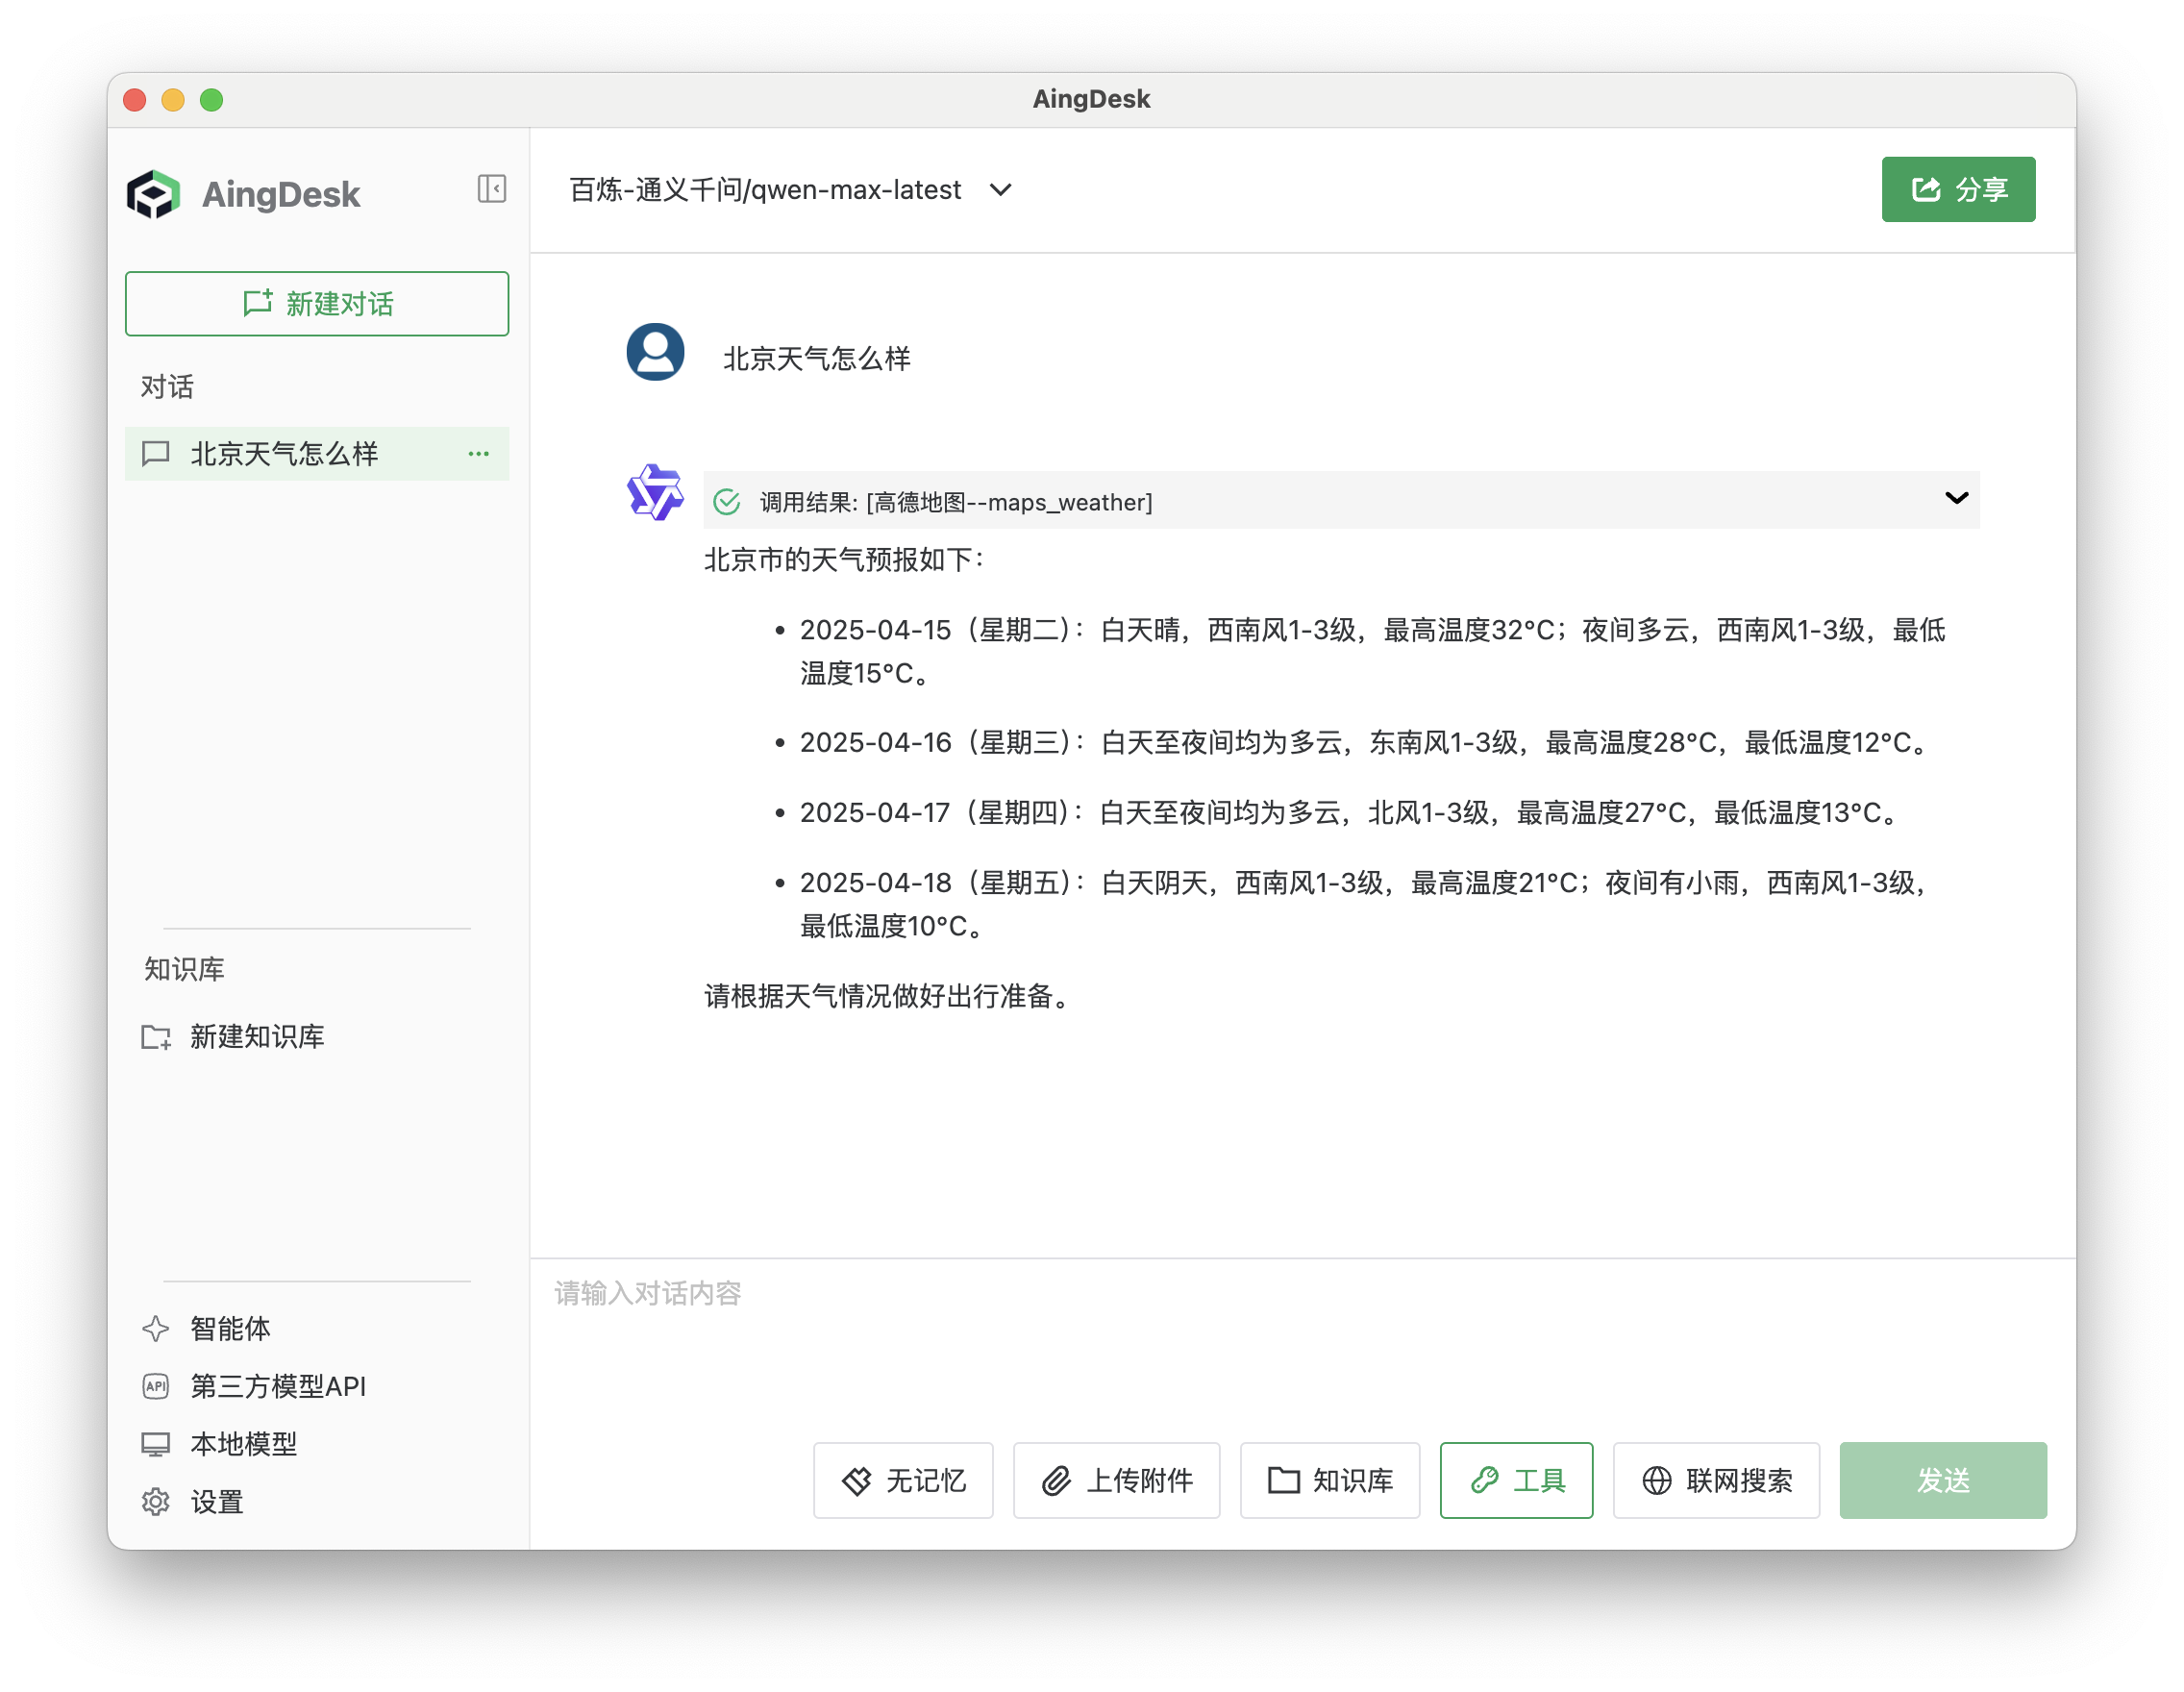 AingDesk
AingDesk
新建对话
对话
北京天气怎么样
知识库
新建知识库
智能体
API 第三方模型API
本地模型
设置
百炼-通义千问/qwen-max-latest
分享
北京天气怎么样
调用结果: [高德地图--maps_weather]
北京市的天气预报如下：
• 2025-04-15（星期二）：白天晴，西南风1-3级，最高温度32°C；夜间多云，西南风1-3级，最低
温度15°C。
• 2025-04-16（星期三）：白天至夜间均为多云，东南风1-3级，最高温度28°C，最低温度12°C。
• 2025-04-17（星期四）：白天至夜间均为多云，北风1-3级，最高温度27°C，最低温度13°C。
• 2025-04-18（星期五）：白天阴天，西南风1-3级，最高温度21°C；夜间有小雨，西南风1-3级，
最低温度10°C。
请根据天气情况做好出行准备。
请输入对话内容
无记忆 上传附件 知识库 工具 联网搜索 发送